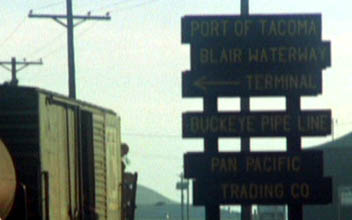 PORT OF TACOMA
BLAIR WATERWAY
TERMINAL
BUCKEYE PIPE LINE
PAN PACIFIC
TRADING CO